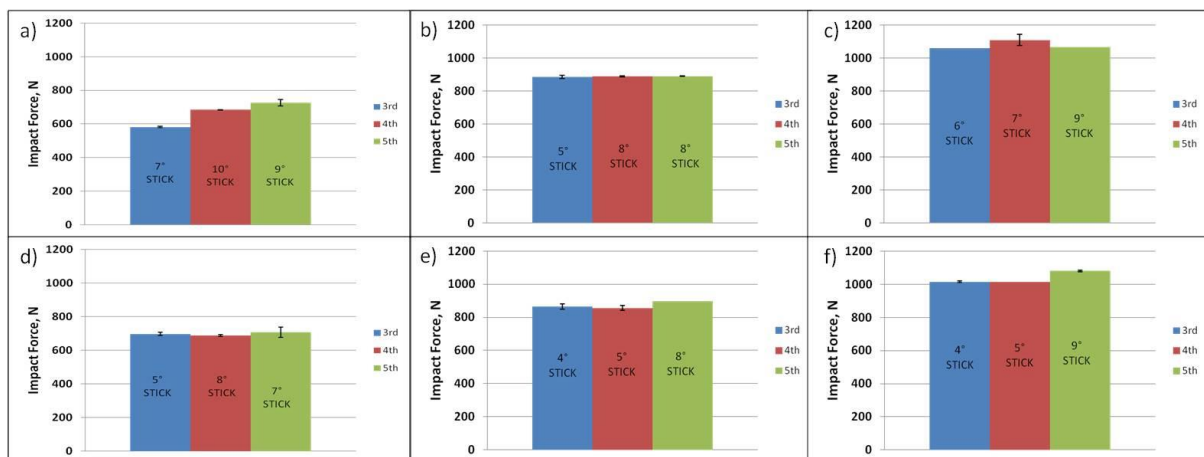 a)
Impact Force, N
1200
1000
800
600
400
200
0
7°
STICK
10°
STICK
9°
STICK
3rd
4th
5th
b)
Impact Force, N
1200
1000
800
600
400
200
0
5°
STICK
8°
STICK
8°
STICK
3rd
4th
5th
c)
Impact Force, N
1200
1000
800
600
400
200
0
6°
STICK
7°
STICK
9°
STICK
3rd
4th
5th
d)
Impact Force, N
1200
1000
800
600
400
200
0
5°
STICK
8°
STICK
7°
STICK
3rd
4th
5th
e)
Impact Force, N
1200
1000
800
600
400
200
0
4°
STICK
5°
STICK
8°
STICK
3rd
4th
5th
f)
Impact Force, N
1200
1000
800
600
400
200
0
4°
STICK
5°
STICK
9°
STICK
3rd
4th
5th